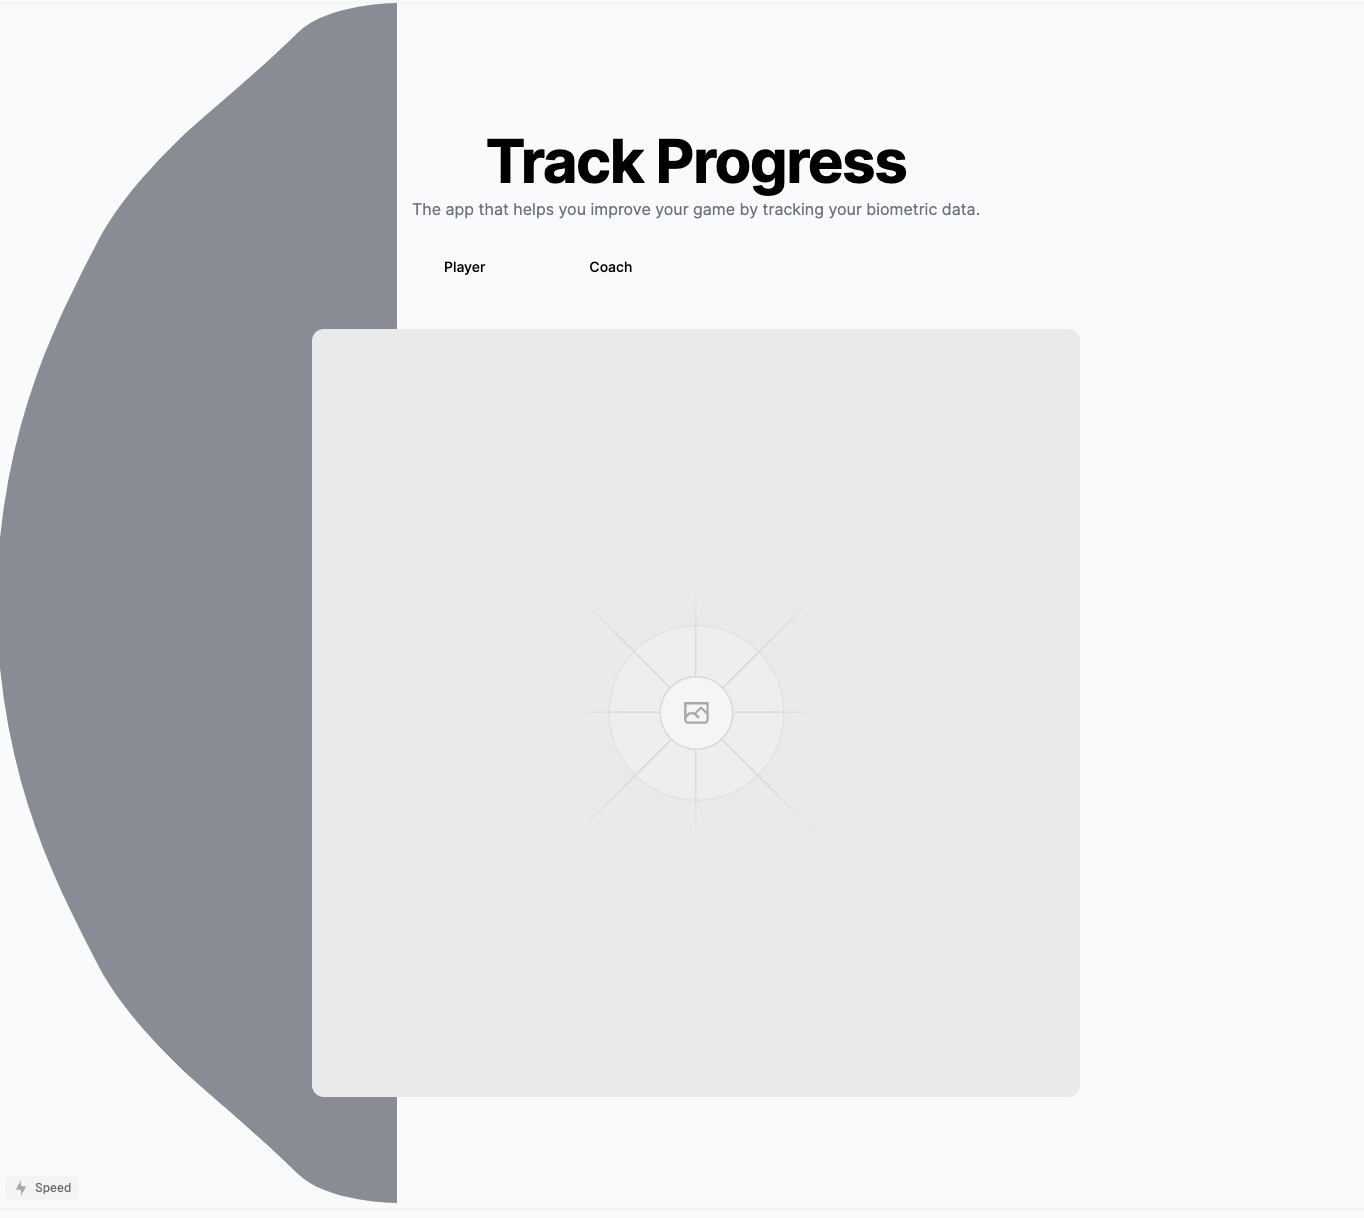 Track Progress
The app that helps you improve your game by tracking your biometric data.
Player Coach
Speed